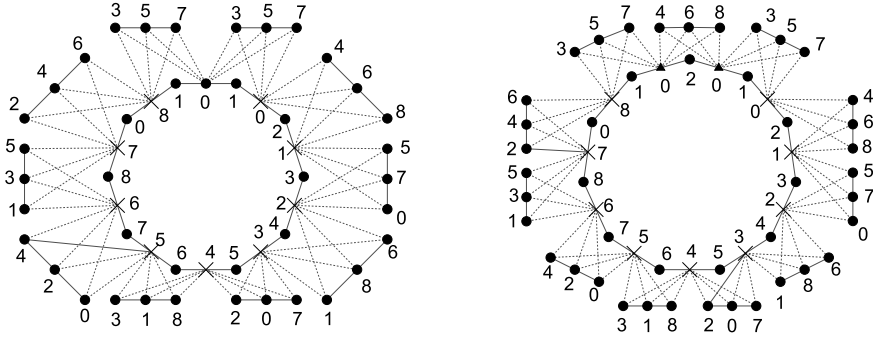 3 5 7 3 5 7
6 4
4 6
1 0 1
8 0
2 0 2 8
5 7 1 5
3 8 3 7
1 6 2 0
7 4
4 5 3 6
6 4 5
2 8
0 1
3 1 8 2 0 7
7 4 6 8 3
5 5
3 7
2
1 0 0 1
6 8 0 4
4 0 2 6
2 7 1 8
5 8 3 5
3 7
1 6 2 0
7 4
5 3
4 6
6 4 5
2 8
0 1
3 1 8 2 0 7